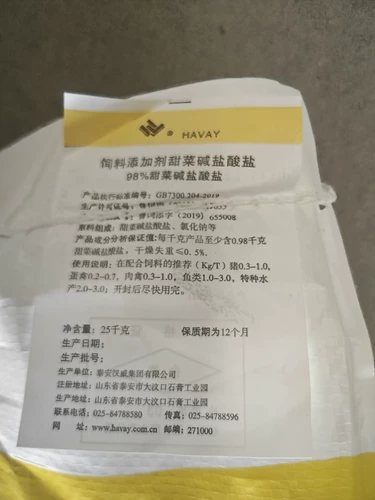 HAVAY
饲料添加剂甜菜碱盐酸盐
98%甜菜碱盐酸盐
产品执行标准编号：GB7300.204-2019
生产许可证号：
(2019) 655008
原料组成：甜菜碱盐酸盐、氯化钠等
产品成分分析保证值:每千克产品至少含0.98千克
甜菜碱盐酸盐，干燥失重≤0.5%。
使用说明：在配合饲料的推荐（Kg/T）猪0.3-1.0,
蛋禽0.2-0.7，肉禽0.3-1.0，鱼类1.0-3.0，特种水
产2.0-3.0；开封后尽快用完。
净含量：25千克 保质期为12个月
生产日期：
生产批号：
生产单位：泰安汉威集团有限公司
注册地址：山东省泰安市大汶口石膏工业园
生产地址：山东省泰安市大汶口石膏工业园
联系电话：025-84788580 传真：025-84788596
网 址：www.havay.com.cn 邮编：271000